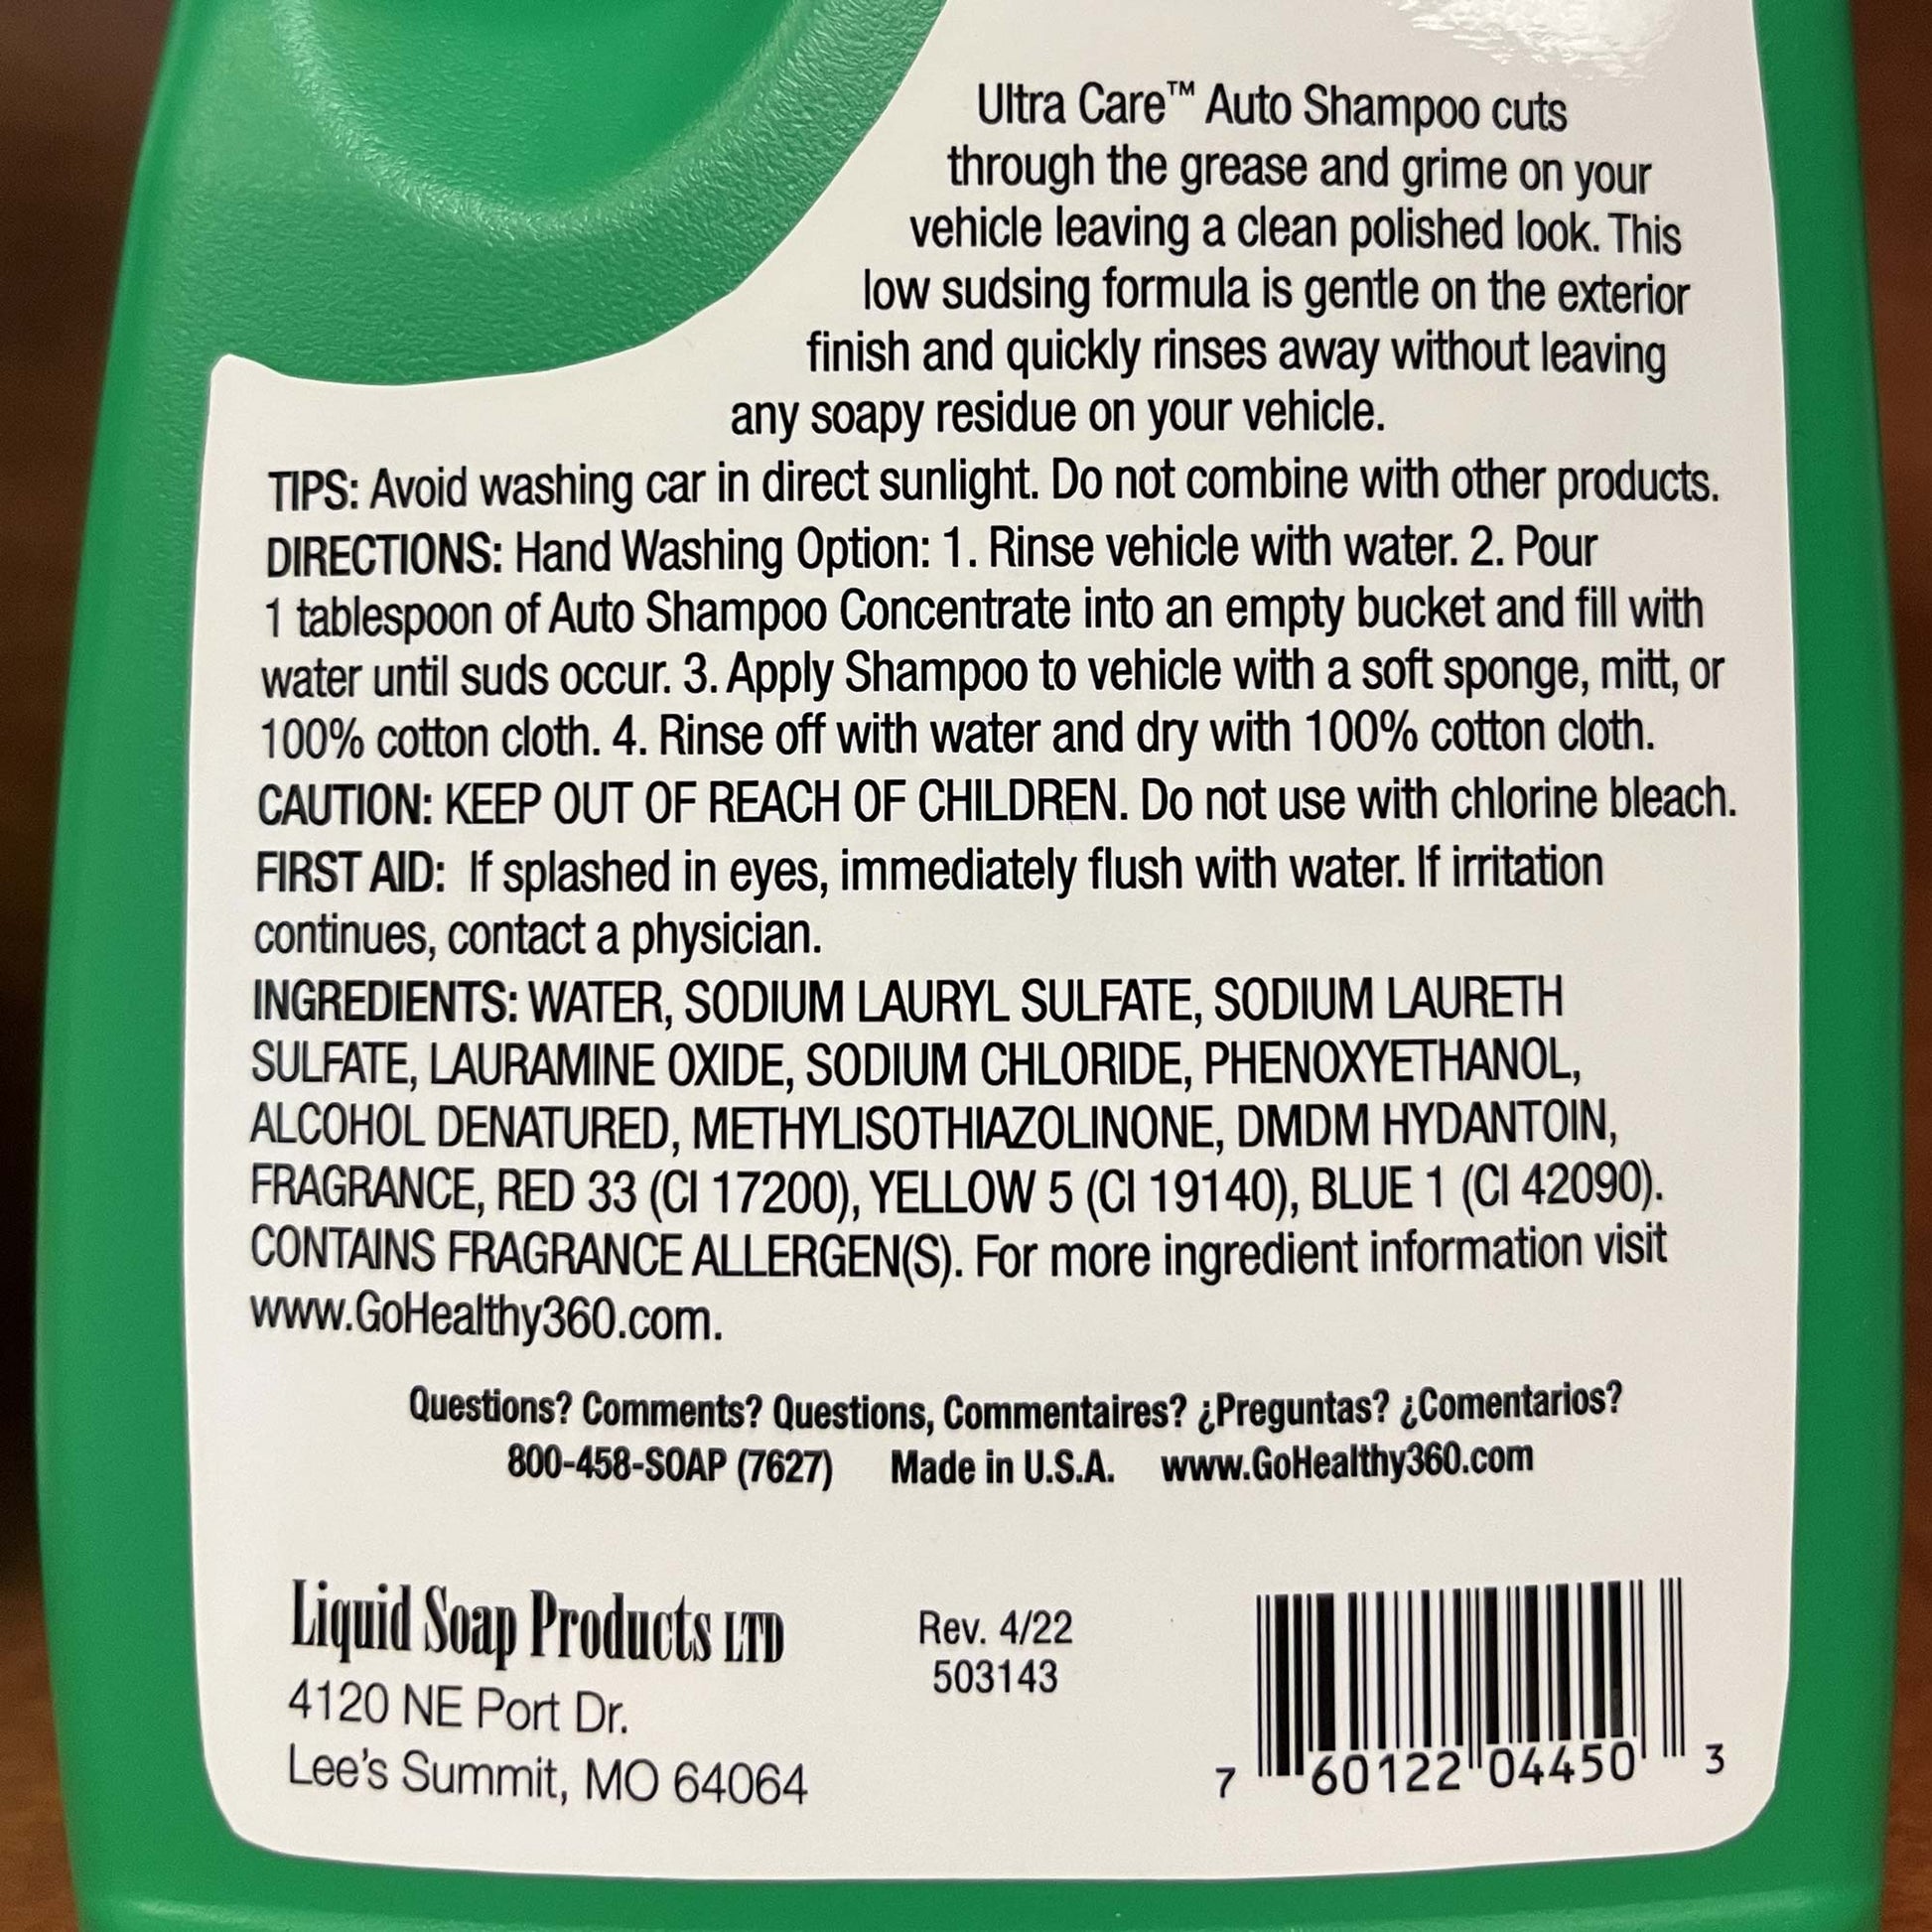 Ultra Care™ Auto Shampoo cuts
through the grease and grime on your
vehicle leaving a clean polished look. This
low sudsing formula is gentle on the exterior
finish and quickly rinses away without leaving
any soapy residue on your vehicle.
TIPS: Avoid washing car in direct sunlight. Do not combine with other products.
DIRECTIONS: Hand Washing Option: 1. Rinse vehicle with water. 2. Pour
1 tablespoon of Auto Shampoo Concentrate into an empty bucket and fill with
water until suds occur. 3. Apply Shampoo to vehicle with a soft sponge, mitt, or
100% cotton cloth. 4. Rinse off with water and dry with 100% cotton cloth.
CAUTION: KEEP OUT OF REACH OF CHILDREN. Do not use with chlorine bleach.
FIRST AID: If splashed in eyes, immediately flush with water. If irritation
continues, contact a physician.
INGREDIENTS: WATER, SODIUM LAURYL SULFATE, SODIUM LAURETH
SULFATE, LAURAMINE OXIDE, SODIUM CHLORIDE, PHENOXYETHANOL,
ALCOHOL DENATURED, METHYLISOTHIAZOLINONE, DMDM HYDANTOIN,
FRAGRANCE, RED 33 (CI 17200), YELLOW 5 (CI 19140), BLUE 1 (CI 42090).
CONTAINS FRAGRANCE ALLERGEN(S). For more ingredient information visit
www.GoHealthy360.com.
Questions? Comments? Questions, Commentaires? ¿Preguntas? ¿Comentarios?
800-458-SOAP (7627) Made in U.S.A. www.GoHealthy360.com
Liquid Soap Products LTD
4120 NE Port Dr.
Lee's Summit, MO 64064
Rev. 4/22
503143
7 60122 04450 3